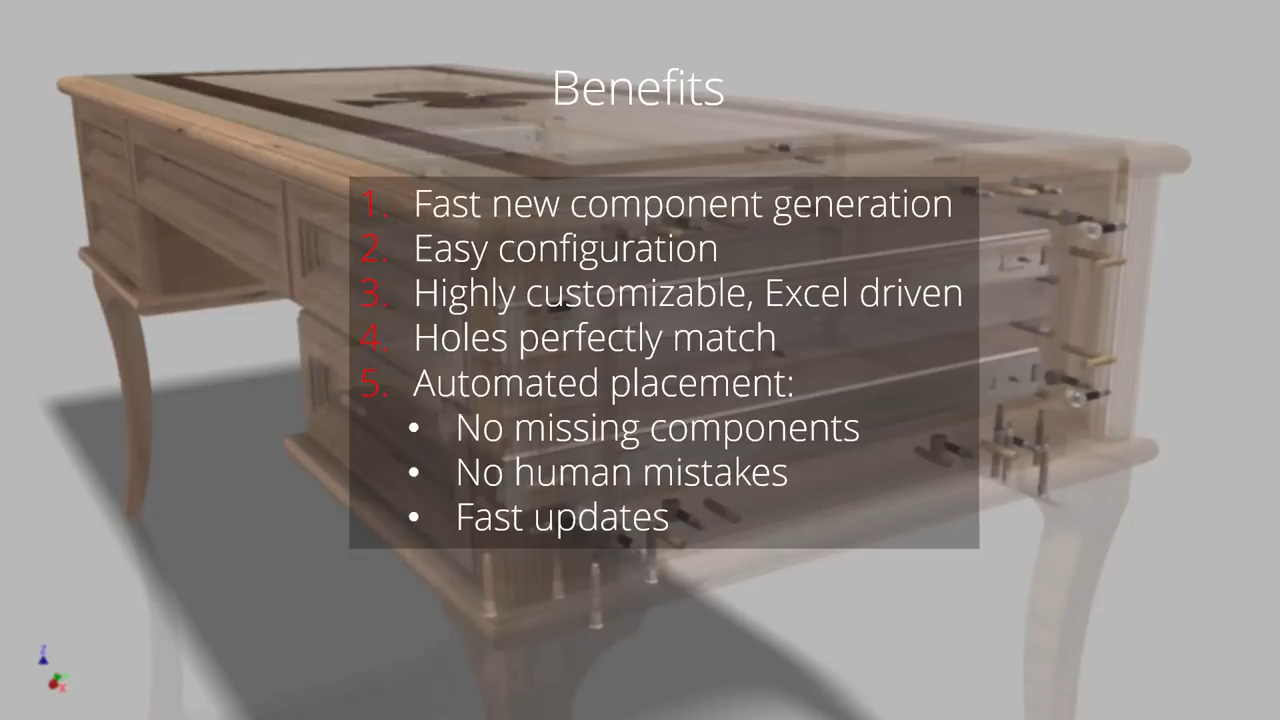 Benefits
1. Fast new component generation
2. Easy configuration
3. Highly customizable, Excel driven
4. Holes perfectly match
5. Automated placement:
• No missing components
• No human mistakes
• Fast updates
Z
X